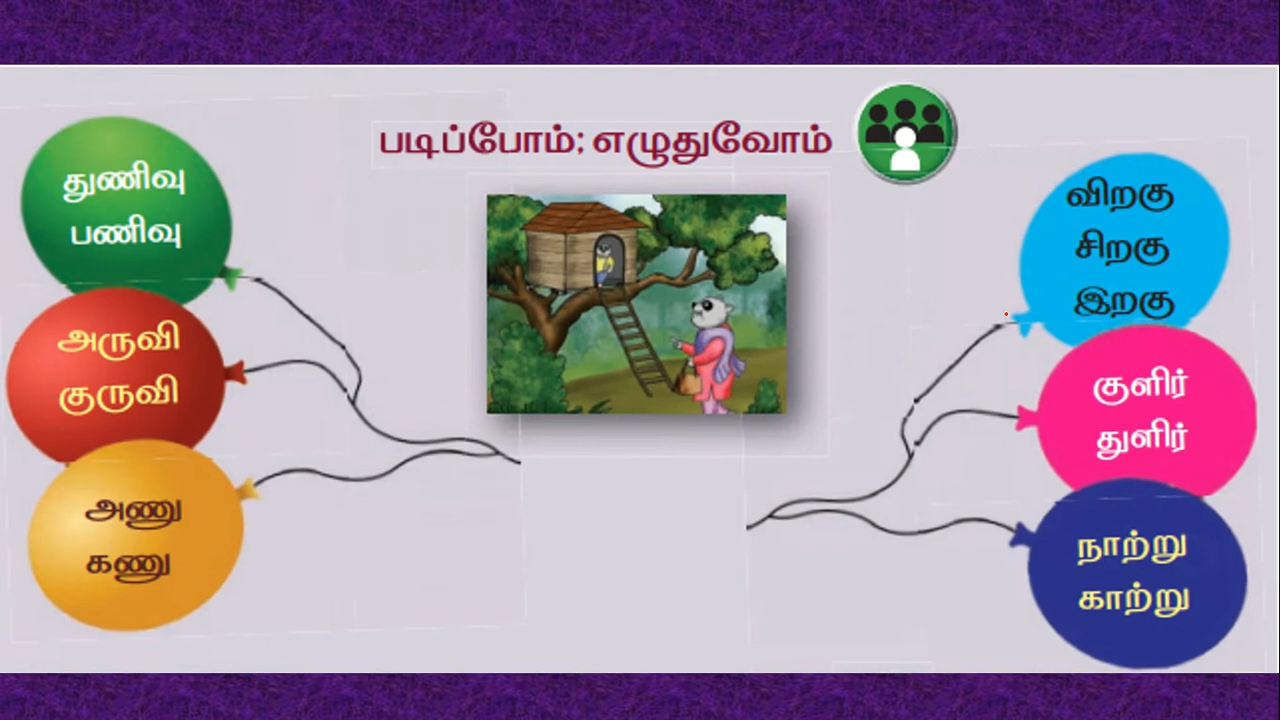 படிப்போம்; எழுதுவோம்
துணிவு
பணிவு
அருவி
குருவி
அணு
கணு
விறகு
சிறகு
இறகு
குளிர்
துளிர்
நாற்று
காற்று